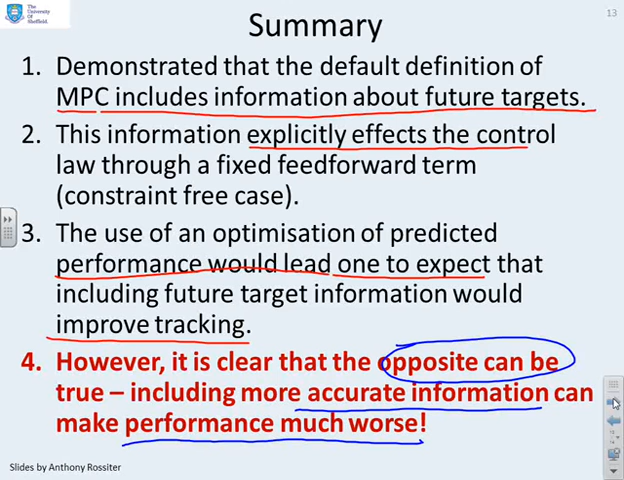 The
University
Of
Sheffield.
Summary
13
1. Demonstrated that the default definition of
MPC includes information about future targets.
2. This information explicitly effects the control
law through a fixed feedforward term
(constraint free case).
3. The use of an optimisation of predicted
performance would lead one to expect that
including future target information would
improve tracking.
4. However, it is clear that the opposite can be
true – including more accurate information can
make performance much worse!
Slides by Anthony Rossiter